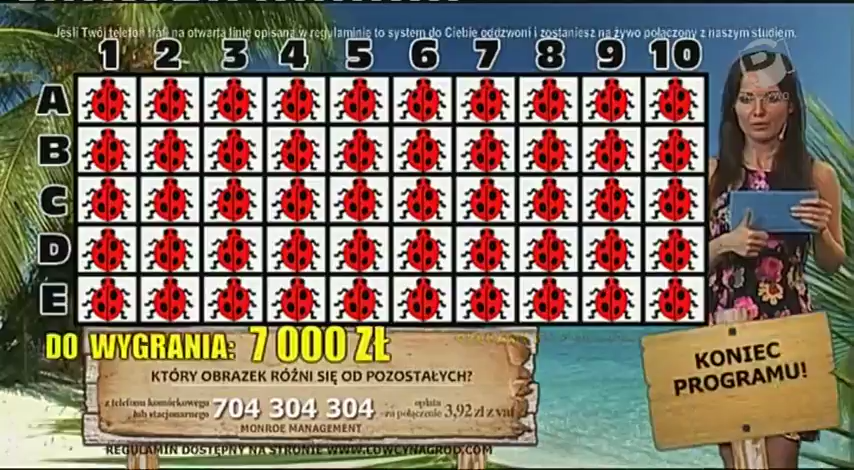 Jeśli Twój telefon trafi na otwartą linię opisaną w regulaminie to system do Ciebie oddzwoni i zostaniesz na żywo połączony z naszym studiem.
1 2 3 4 5 6 7 8 9 10
A
B
C
D
E
DO WYGRANIA: 7 000 ZŁ
KTÓRY OBRAZEK RÓŻNI SIĘ OD POZOSTAŁYCH?
z telefonu komórkowego
lub stacjonarnego
704 304 304
opłata
za połączenie 3,92 zł z vat
MONROE MANAGEMENT
REGULAMIN DOSTĘPNY NA STRONIE WWW.LOWCYNAGROD.COM
KONIEC
PROGRAMU!